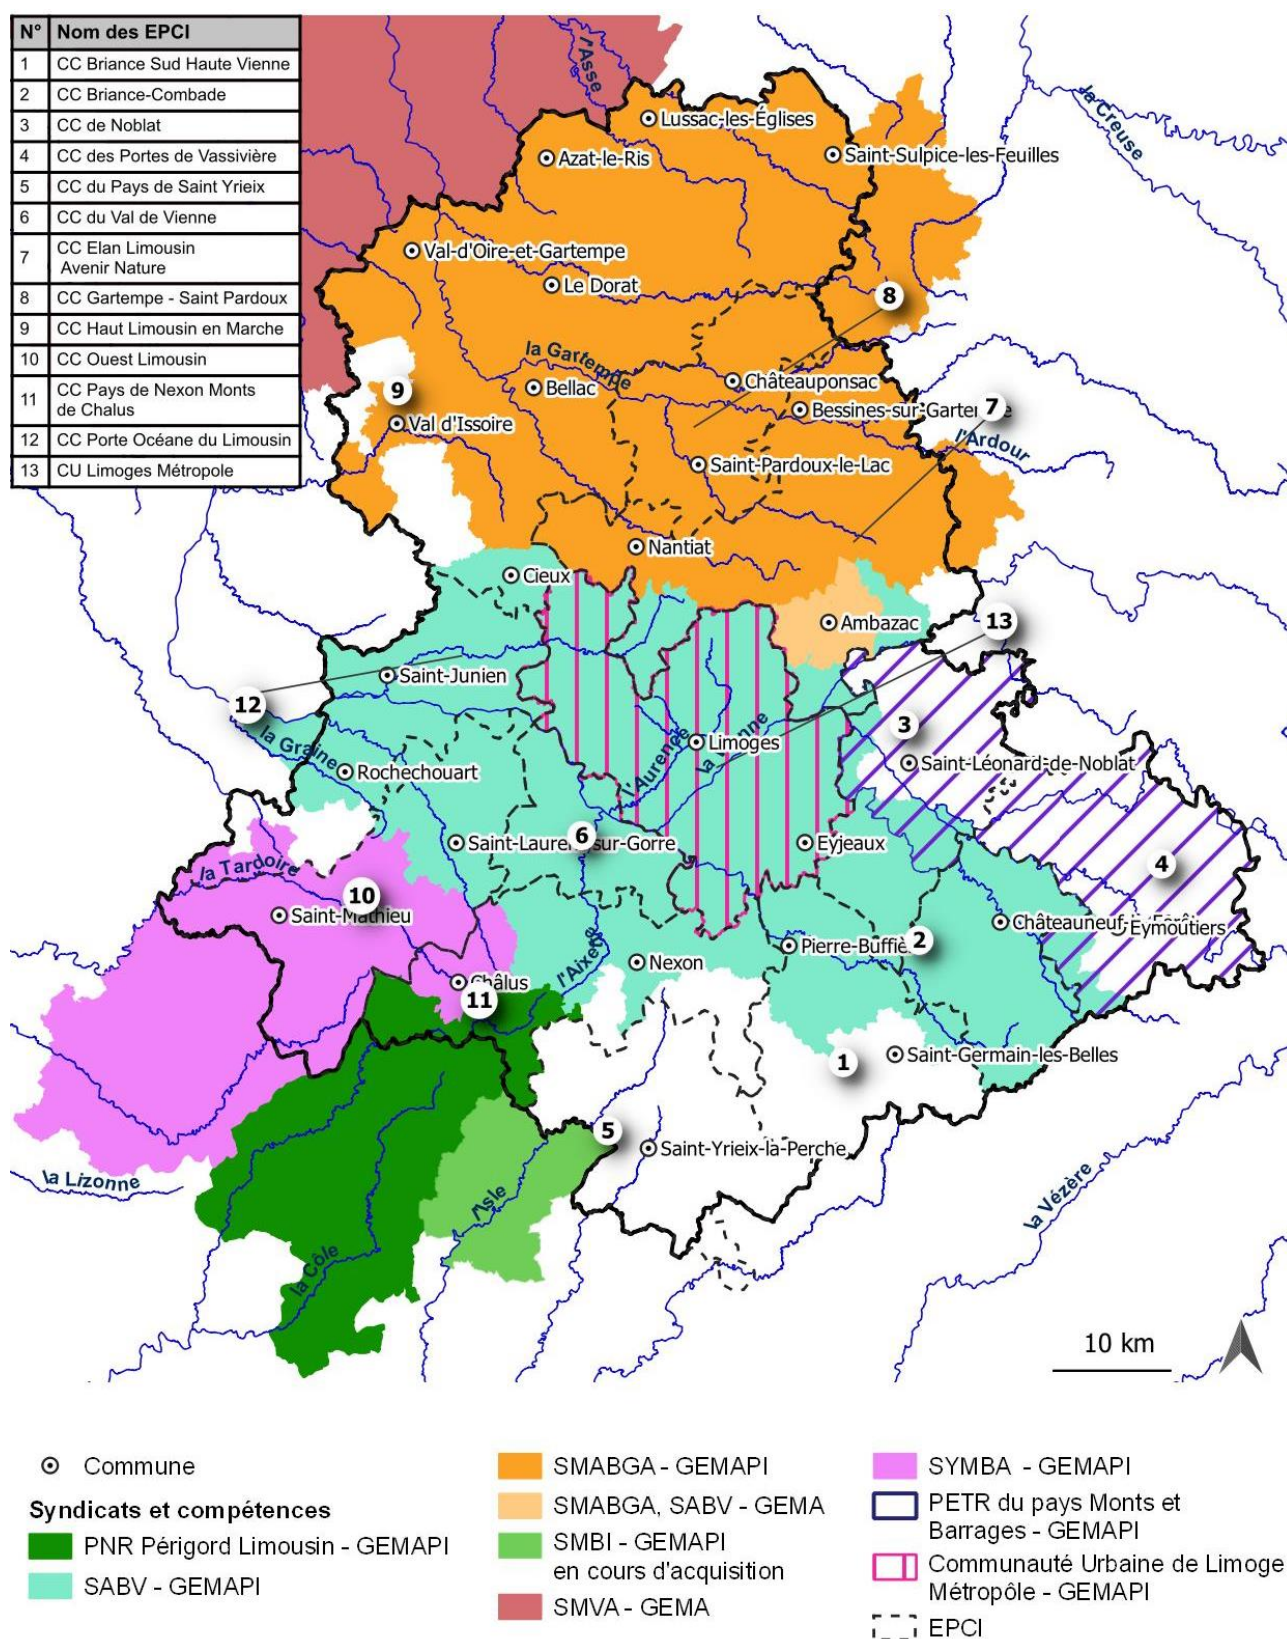 N° Nom des EPCI
1 CC Briance Sud Haute Vienne
2 CC Briance-Combade
3 CC de Noblat
4 CC des Portes de Vassivière
5 CC du Pays de Saint Yrieix
6 CC du Val de Vienne
7 CC Elan Limousin
Avenir Nature
8 CC Gartempe - Saint Pardoux
9 CC Haut Limousin en Marche
10 CC Ouest Limousin
11 CC Pays de Nexon Monts
de Chalus
12 CC Porte Océane du Limousin
13 CU Limoges Métropole
l'Asse
la Creuse
Lussac-les-Églises
Azat-le-Ris
Saint-Sulpice-les-Feuilles
Val-d'Oire-et-Gartempe
Le Dorat
8
la Gartempe
Châteauponsac
9
Bellac
Bessines-sur-Gartempe
7
Val d'Issoire
l'Ardour
Saint-Pardoux-le-Lac
Nantiat
Cieux
Ambazac
13
Saint-Junien
12
3
la Graine
l'Aurence
Limoges
la Vienne
Rochechouart
Saint-Léonard-de-Noblat
6
Saint-Laurent-sur-Gorre
Eyjeaux
4
la Tardoire
10
Saint-Mathieu
Châteauneuf-la-Forêt
Eymoutiers
2
Pierre-Buffière
l'Aixette
Nexon
Châlus
11
1
Saint-Germain-les-Belles
5
Saint-Yrieix-la-Perche
la Lizonne
l'Isle
la Vézère
la Côle
10 km
Commune
Syndicats et compétences
PNR Périgord Limousin - GEMAPI
SABV - GEMAPI
SMABGA - GEMAPI
SMABGA, SABV - GEMA
SMBI - GEMAPI
en cours d'acquisition
SMVA - GEMA
SYMBA - GEMAPI
PETR du pays Monts et
Barrages - GEMAPI
Communauté Urbaine de Limoge
Métropôle - GEMAPI
EPCI